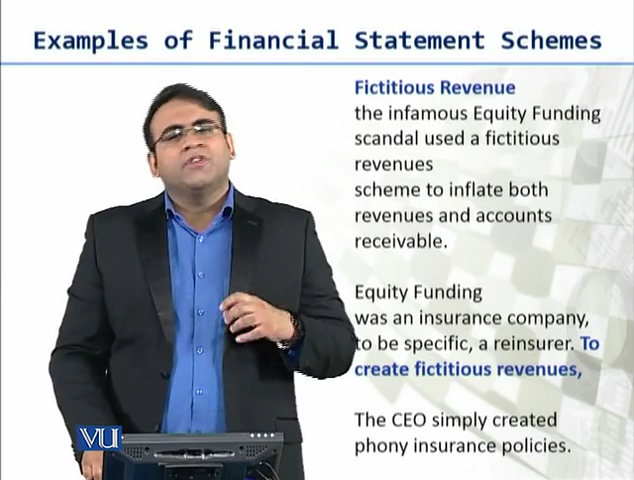 Examples of Financial Statement Schemes
Fictitious Revenue
the infamous Equity Funding
scandal used a fictitious
revenues
scheme to inflate both
revenues and accounts
receivable.
Equity Funding
was an insurance company,
to be specific, a reinsurer. To
create fictitious revenues,
The CEO simply created
phony insurance policies.
VU